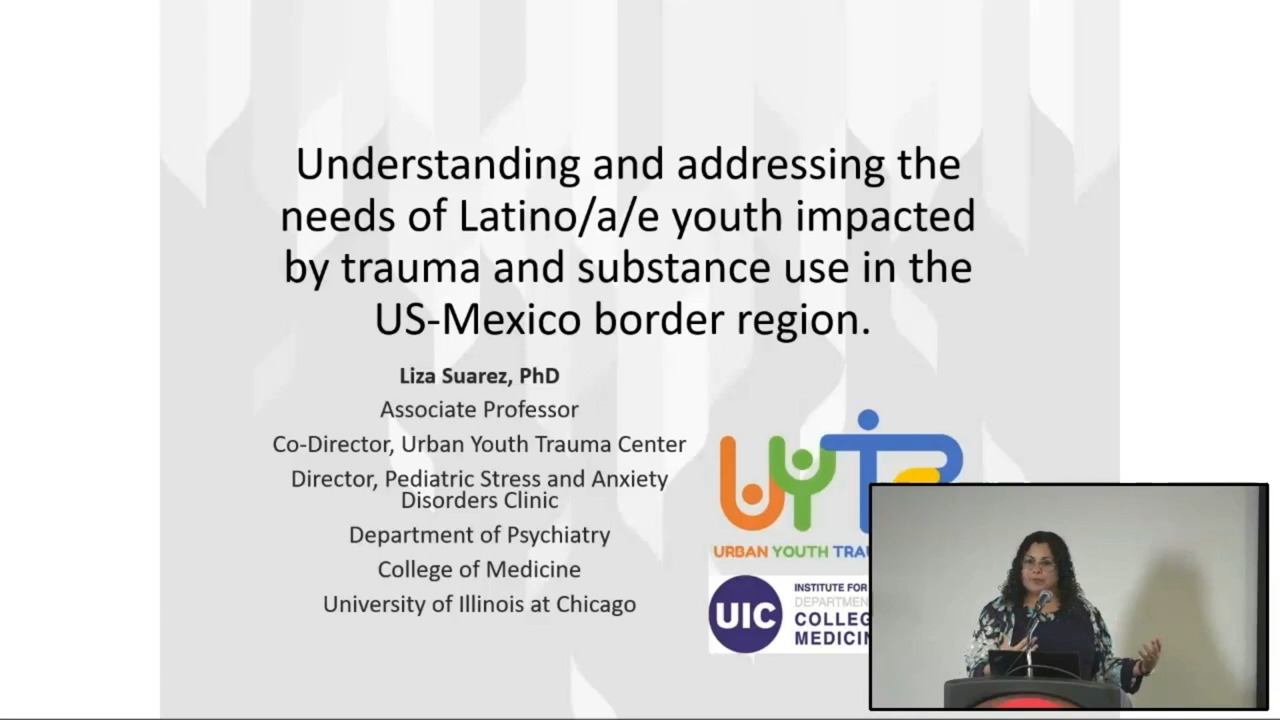 Understanding and addressing the
needs of Latino/a/e youth impacted
by trauma and substance use in the
US-Mexico border region.
Liza Suarez, PhD
Associate Professor
Co-Director, Urban Youth Trauma Center
Director, Pediatric Stress and Anxiety
Disorders Clinic
Department of Psychiatry
College of Medicine
University of Illinois at Chicago
UYT
URBAN YOUTH TRAU
UIC
INSTITUTE FOR
DEPARTMEN
COLLEG
MEDICIN